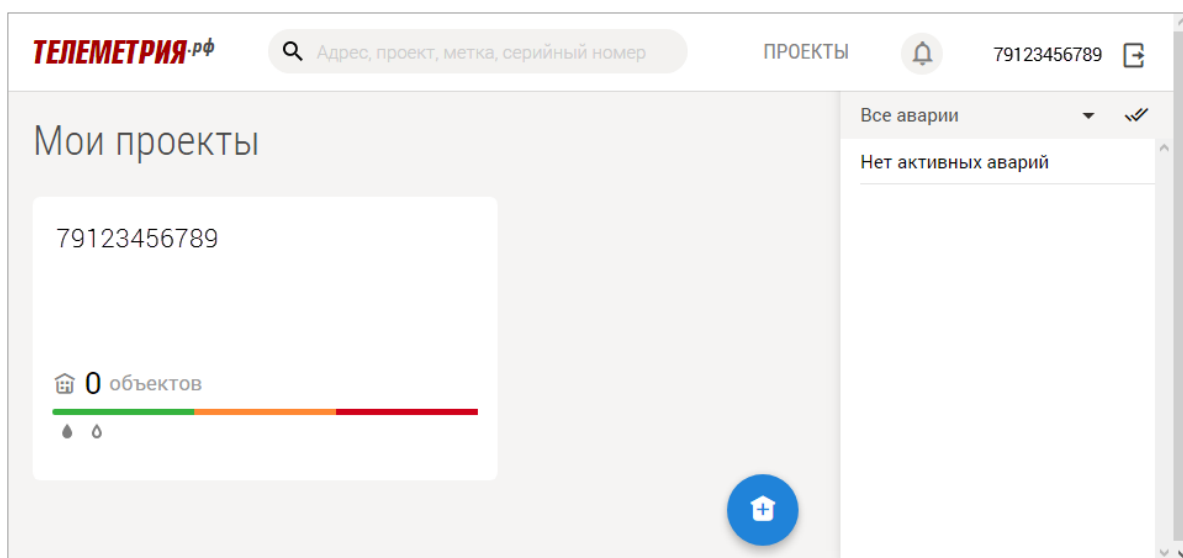 ТЕЛЕМЕТРИЯ.рф
Адрес, проект, метка, серийный номер
ПРОЕКТЫ
79123456789
Мои проекты
79123456789
0 объектов
Все аварии
Нет активных аварий